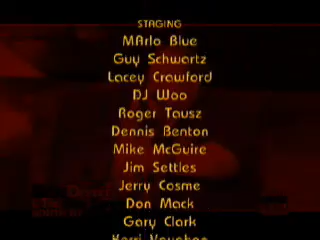 STAGING
MArlo Blue
Guy Schwartz
Lacey Crawford
DJ Woo
Roger Tausz
Dennis Benton
Mike McGuire
Jim Settles
Jerry Cosme
Don Mack
Gary Clark